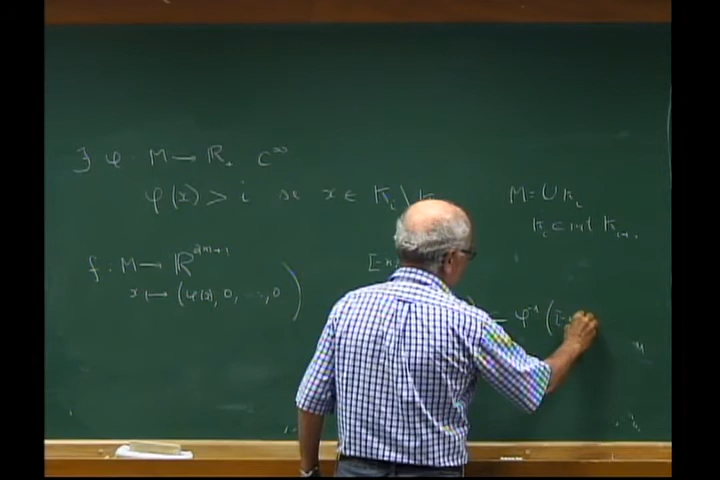 ∃ φ : M → ℝ₊ C^∞
φ(x) > i se x ∈ K_i \ K
M = ∪ K_i
K_i ⊂ int K_{i+1}
f : M → ℝ^{2m+1}
x ↦ (φ(x), 0, ..., 0)
[-n
= φ^{-1}([-